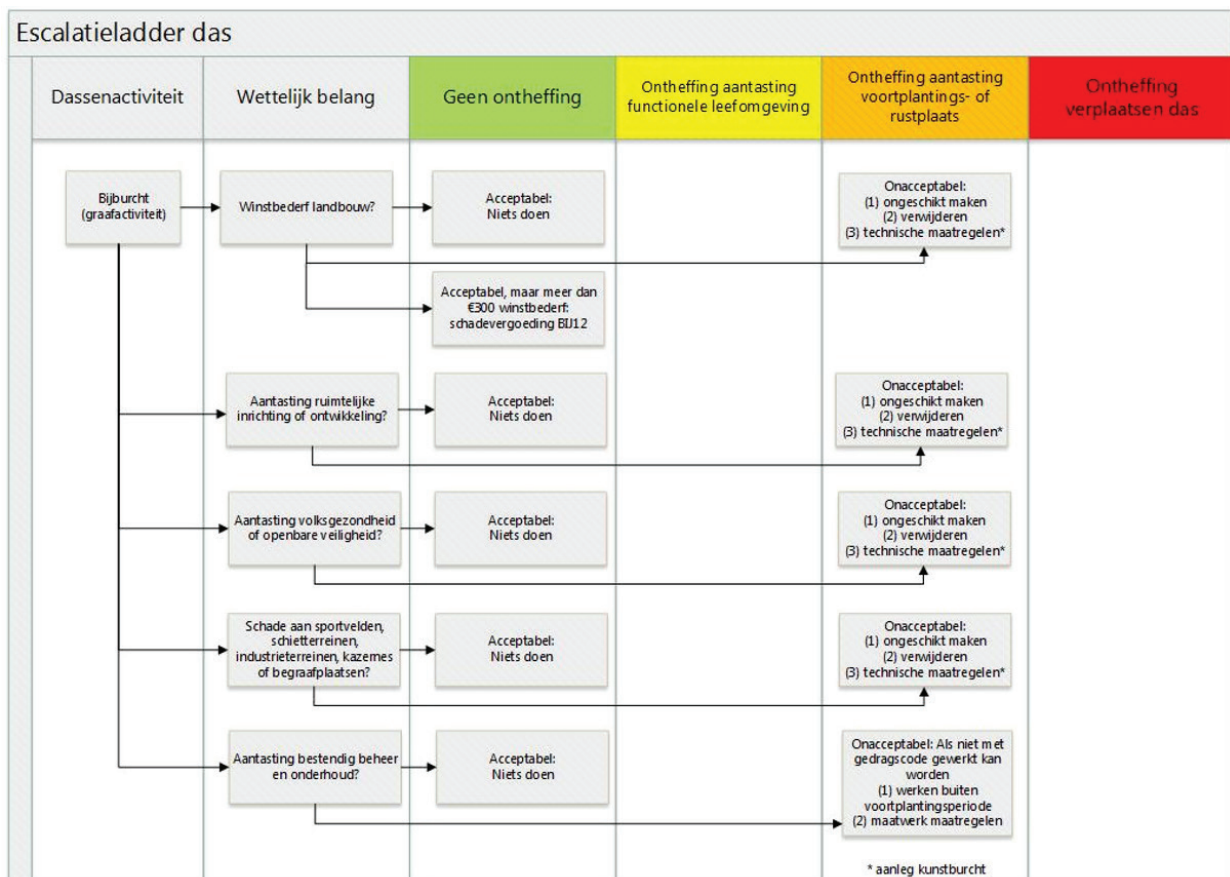 Escalatieladder das
Dassenactiviteit
Wettelijk belang
Geen ontheffing
Ontheffing aantasting
functionele leefomgeving
Ontheffing aantasting
voortplantings- of
rustplaats
Ontheffing
verplaatsen das
Bijburcht
(graafactiviteit)
Winstbederf landbouw?
Acceptabel:
Niets doen
Onacceptabel:
(1) ongeschikt maken
(2) verwijderen
(3) technische maatregelen*
Acceptabel, maar meer dan
€300 winstbederf:
schadevergoeding BIJ12
Aantasting ruimtelijke
inrichting of ontwikkeling?
Acceptabel:
Niets doen
Onacceptabel:
(1) ongeschikt maken
(2) verwijderen
(3) technische maatregelen*
Aantasting volksgezondheid
of openbare veiligheid?
Acceptabel:
Niets doen
Onacceptabel:
(1) ongeschikt maken
(2) verwijderen
(3) technische maatregelen*
Schade aan sportvelden,
schietterreinen,
industrieterreinen, kazernes
of begraafplaatsen?
Acceptabel:
Niets doen
Onacceptabel:
(1) ongeschikt maken
(2) verwijderen
(3) technische maatregelen*
Aantasting bestendig beheer
en onderhoud?
Acceptabel:
Niets doen
Onacceptabel: Als niet met
gedragscode gewerkt kan
worden
(1) werken buiten
voortplantingsperiode
(2) maatwerk maatregelen
* aanleg kunstburcht